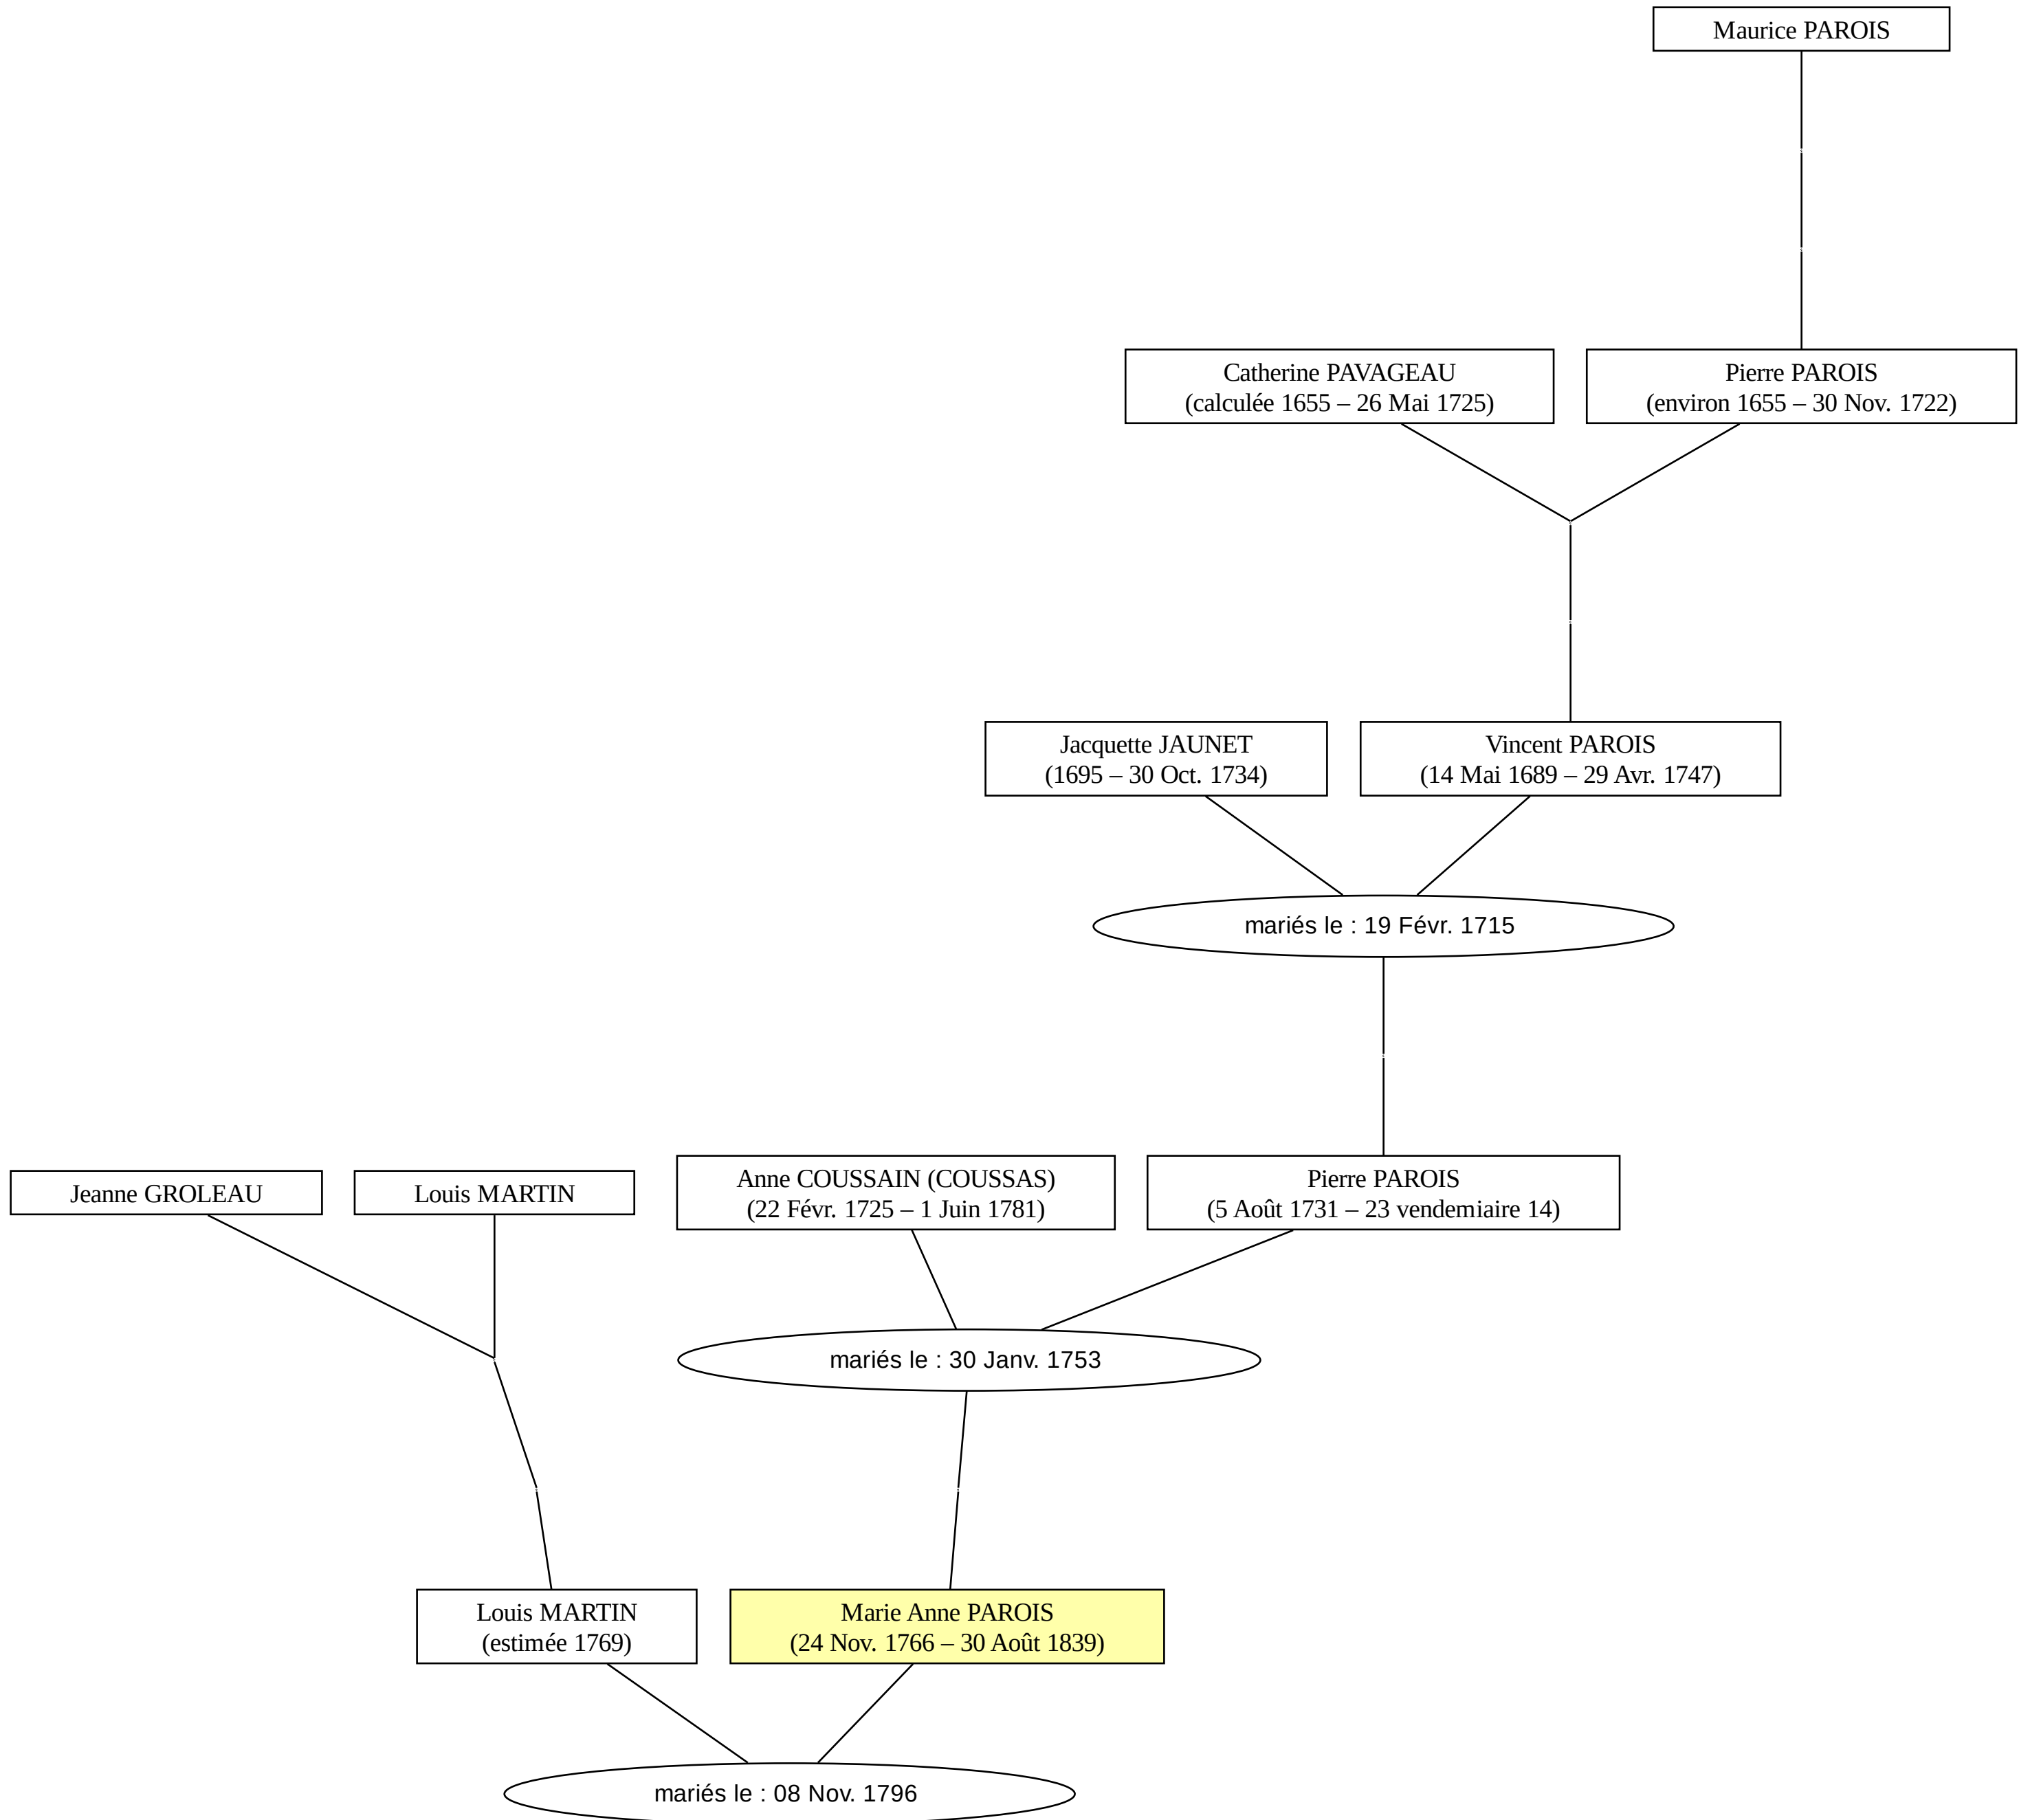 Maurice PAROIS
Catherine PAVAGEAU
(calculée 1655 – 26 Mai 1725)
Pierre PAROIS
(environ 1655 – 30 Nov. 1722)
Jacquette JAUNET
(1695 – 30 Oct. 1734)
Vincent PAROIS
(14 Mai 1689 – 29 Avr. 1747)
mariés le : 19 Févr. 1715
Jeanne GROLEAU
Louis MARTIN
Anne COUSSAIN (COUSSAS)
(22 Févr. 1725 – 1 Juin 1781)
Pierre PAROIS
(5 Août 1731 – 23 vendemiaire 14)
mariés le : 30 Janv. 1753
Louis MARTIN
(estimée 1769)
Marie Anne PAROIS
(24 Nov. 1766 – 30 Août 1839)
mariés le : 08 Nov. 1796